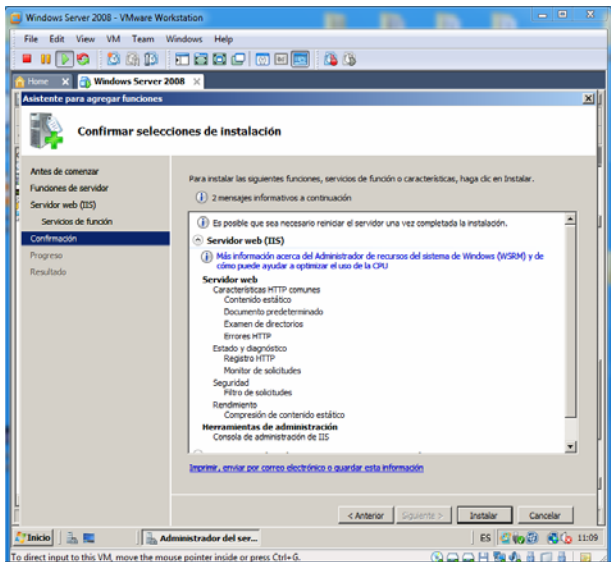 Windows Server 2008 - VMware Workstation
File Edit View VM Team Windows Help
Home Windows Server 2008
Asistente para agregar funciones
Confirmar selecciones de instalación
Antes de comenzar
Funciones de servidor
Servidor web (IIS)
Servicios de función
Confirmación
Progreso
Resultado
Para instalar las siguientes funciones, servicios de función o características, haga clic en Instalar.
2 mensajes informativos a continuación
Es posible que sea necesario reiniciar el servidor una vez completada la instalación.
Servidor web (IIS)
Más información acerca del Administrador de recursos del sistema de Windows (WSRM) y de
cómo puede ayudar a optimizar el uso de la CPU
Servidor web
Características HTTP comunes
Contenido estático
Documento predeterminado
Examen de directorios
Errores HTTP
Estado y diagnóstico
Registro HTTP
Monitor de solicitudes
Seguridad
Filtro de solicitudes
Rendimiento
Compresión de contenido estático
Herramientas de administración
Consola de administración de IIS
Imprimir, enviar por correo electrónico o guardar esta información
< Anterior Siguiente > Instalar Cancelar
Inicio Administrador del ser... ES 11:09
To direct input to this VM, move the mouse pointer inside or press Ctrl+G.